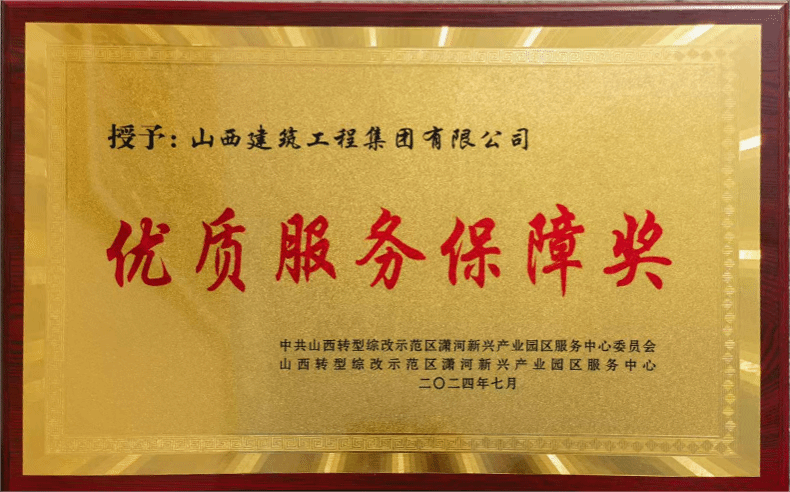 授予：山西建筑工程集团有限公司
优质服务保障奖
中共山西转型综改示范区潇河新兴产业园区服务中心委员会
山西转型综改示范区潇河新兴产业园区服务中心
二〇二四年七月